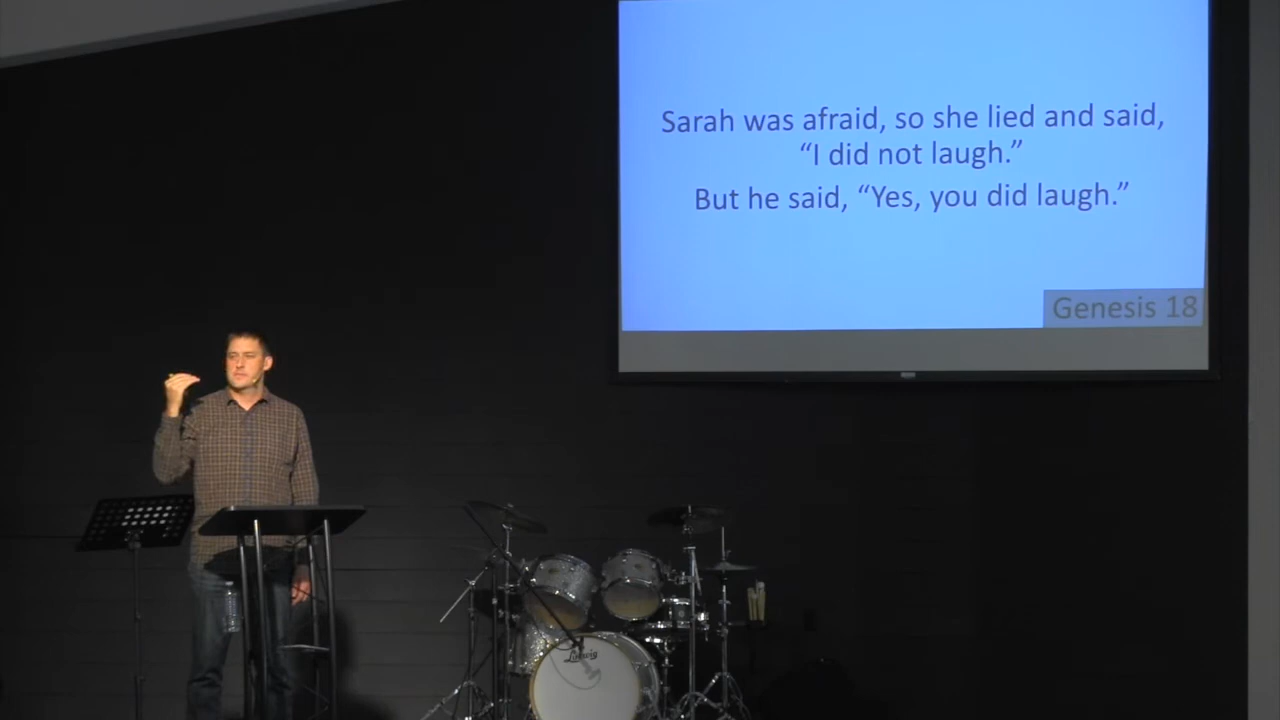 Sarah was afraid, so she lied and said,
“I did not laugh.”
But he said, “Yes, you did laugh.”
Genesis 18
Ludwig